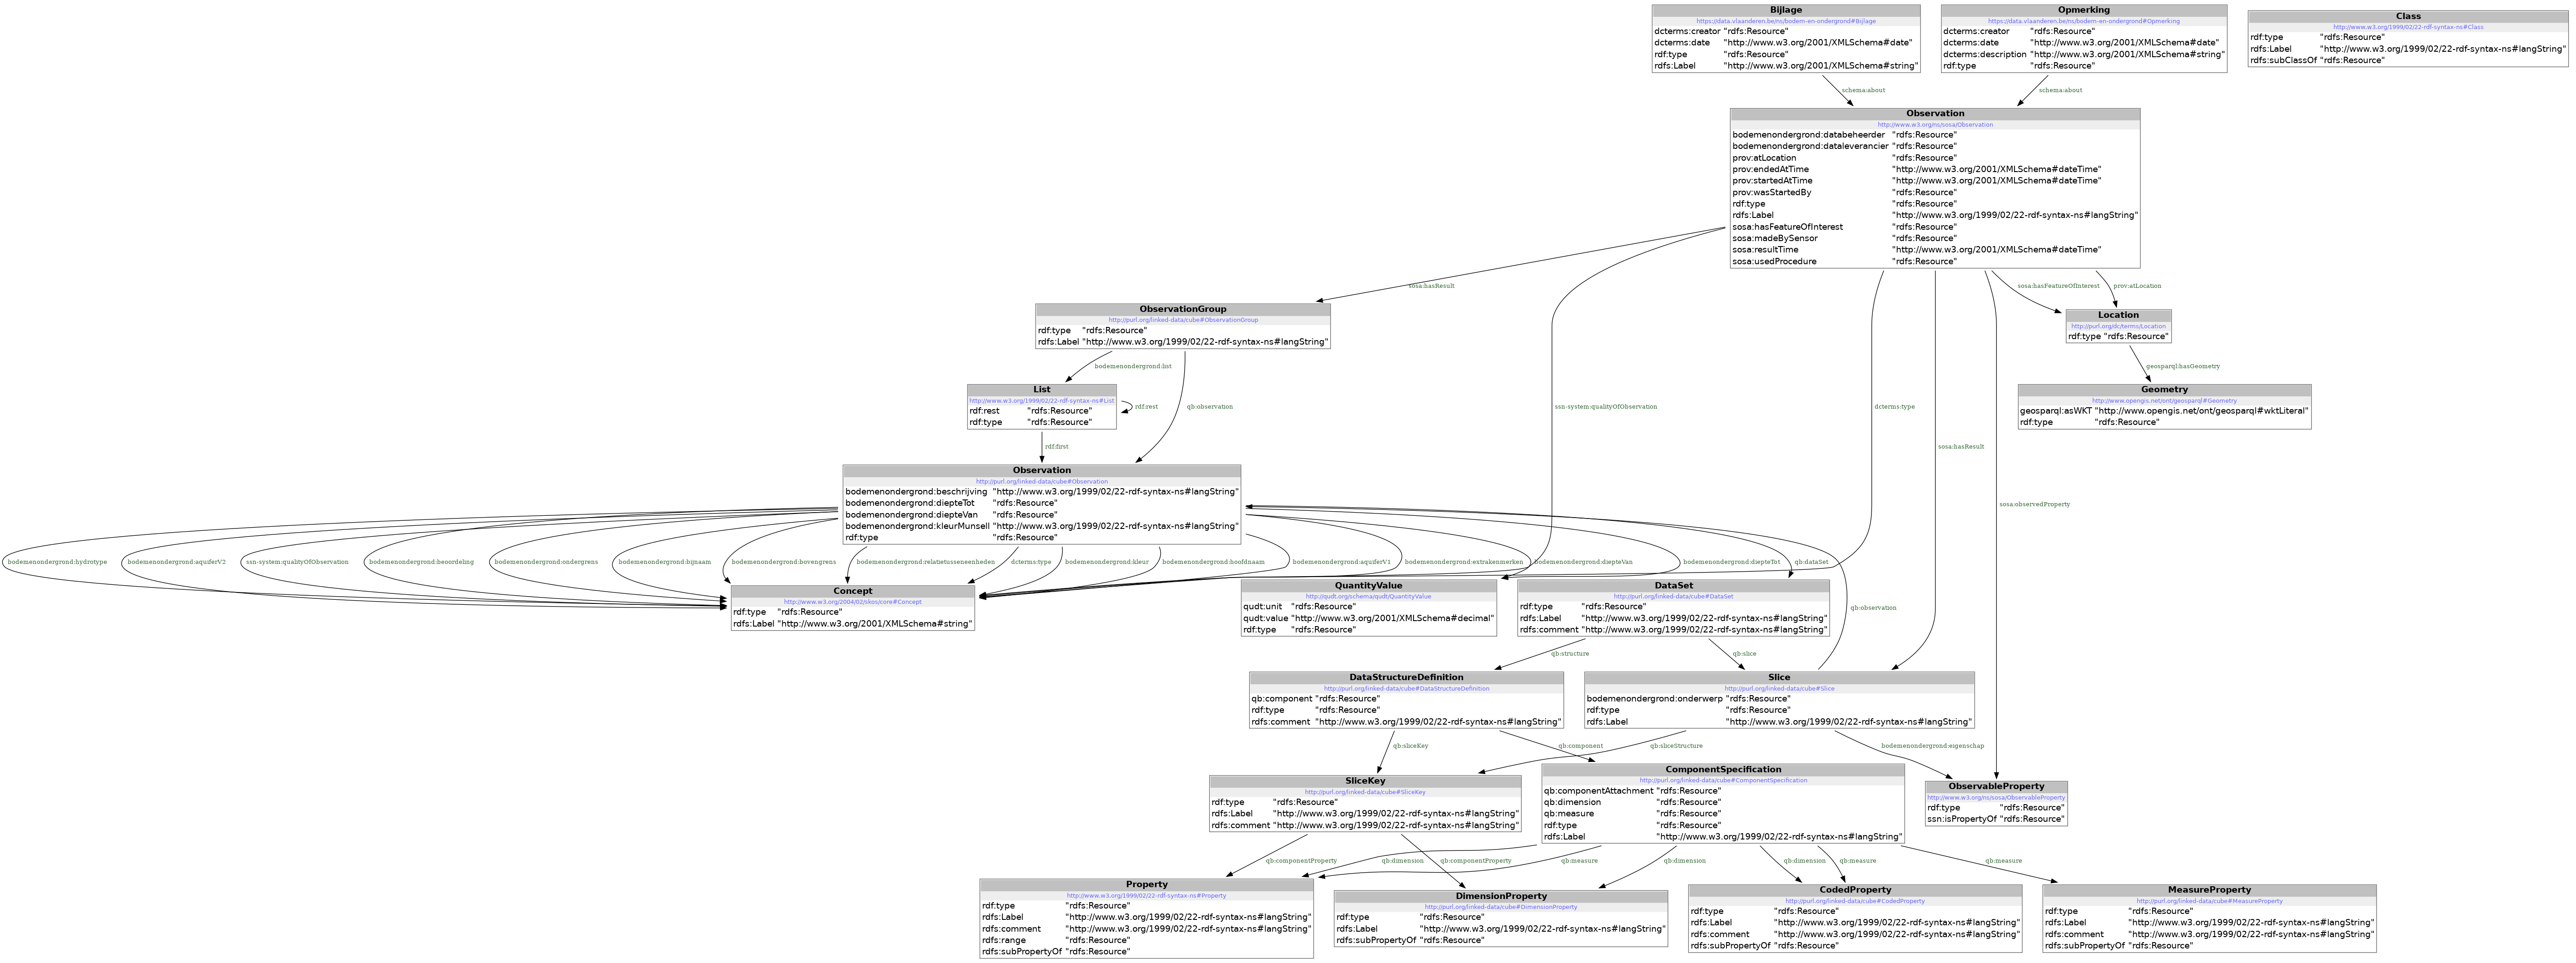 Bijlage
https://data.vlaanderen.be/ns/bodem-en-ondergrond#Bijlage
dcterms:creator "rdfs:Resource"
dcterms:date "http://www.w3.org/2001/XMLSchema#date"
rdf:type "rdfs:Resource"
rdfs:Label "http://www.w3.org/2001/XMLSchema#string"
Opmerking
https://data.vlaanderen.be/ns/bodem-en-ondergrond#Opmerking
dcterms:creator "rdfs:Resource"
dcterms:date "http://www.w3.org/2001/XMLSchema#date"
dcterms:description "http://www.w3.org/2001/XMLSchema#string"
rdf:type "rdfs:Resource"
Class
http://www.w3.org/1999/02/22-rdf-syntax-ns#Class
rdf:type "rdfs:Resource"
rdfs:Label "http://www.w3.org/1999/02/22-rdf-syntax-ns#langString"
rdfs:subClassOf "rdfs:Resource"
schema:about
schema:about
Observation
http://www.w3.org/ns/sosa/Observation
bodemenondergrond:databeheerder "rdfs:Resource"
bodemenondergrond:dataleverancier "rdfs:Resource"
prov:atLocation "rdfs:Resource"
prov:endedAtTime "http://www.w3.org/2001/XMLSchema#dateTime"
prov:startedAtTime "http://www.w3.org/2001/XMLSchema#dateTime"
prov:wasStartedBy "rdfs:Resource"
rdf:type "rdfs:Resource"
rdfs:Label "http://www.w3.org/1999/02/22-rdf-syntax-ns#langString"
sosa:hasFeatureOfInterest "rdfs:Resource"
sosa:madeBySensor "rdfs:Resource"
sosa:resultTime "http://www.w3.org/2001/XMLSchema#dateTime"
sosa:usedProcedure "rdfs:Resource"
sosa:hasResult
sosa:hasFeatureOfInterest
prov:atLocation
ObservationGroup
http://purl.org/linked-data/cube#ObservationGroup
rdf:type "rdfs:Resource"
rdfs:Label "http://www.w3.org/1999/02/22-rdf-syntax-ns#langString"
Location
http://purl.org/dc/terms/Location
rdf:type "rdfs:Resource"
bodemenondergrond:list
geosparql:hasGeometry
List
http://www.w3.org/1999/02/22-rdf-syntax-ns#List
rdf:rest "rdfs:Resource"
rdf:type "rdfs:Resource"
rdf:rest
qb:observation
ssn-system:qualityOfObservation
dcterms:type
Geometry
http://www.opengis.net/ont/geosparql#Geometry
geosparql:asWKT "http://www.opengis.net/ont/geosparql#wktLiteral"
rdf:type "rdfs:Resource"
rdf:first
sosa:hasResult
Observation
http://purl.org/linked-data/cube#Observation
bodemenondergrond:beschrijving "http://www.w3.org/1999/02/22-rdf-syntax-ns#langString"
bodemenondergrond:diepteTot "rdfs:Resource"
bodemenondergrond:diepteVan "rdfs:Resource"
bodemenondergrond:kleurMunsell "http://www.w3.org/1999/02/22-rdf-syntax-ns#langString"
rdf:type "rdfs:Resource"
sosa:observedProperty
bodemenondergrond:hydrotype
bodemenondergrond:aquiferV2
ssn-system:qualityOfObservation
bodemenondergrond:beoordeling
bodemenondergrond:ondergrens
bodemenondergrond:bijnaam
bodemenondergrond:bovengrens
bodemenondergrond:relatietusseneenheden
dcterms:type
bodemenondergrond:kleur
bodemenondergrond:hoofdnaam
bodemenondergrond:aquiferV1
bodemenondergrond:extrakenmerken
bodemenondergrond:diepteVan
bodemenondergrond:diepteTot
qb:dataSet
Concept
http://www.w3.org/2004/02/skos/core#Concept
rdf:type "rdfs:Resource"
rdfs:Label "http://www.w3.org/2001/XMLSchema#string"
QuantityValue
http://qudt.org/schema/qudt/QuantityValue
qudt:unit "rdfs:Resource"
qudt:value "http://www.w3.org/2001/XMLSchema#decimal"
rdf:type "rdfs:Resource"
DataSet
http://purl.org/linked-data/cube#DataSet
rdf:type "rdfs:Resource"
rdfs:Label "http://www.w3.org/1999/02/22-rdf-syntax-ns#langString"
rdfs:comment "http://www.w3.org/1999/02/22-rdf-syntax-ns#langString"
qb:observation
qb:structure
qb:slice
DataStructureDefinition
http://purl.org/linked-data/cube#DataStructureDefinition
qb:component "rdfs:Resource"
rdf:type "rdfs:Resource"
rdfs:comment "http://www.w3.org/1999/02/22-rdf-syntax-ns#langString"
Slice
http://purl.org/linked-data/cube#Slice
bodemenondergrond:onderwerp "rdfs:Resource"
rdf:type "rdfs:Resource"
rdfs:Label "http://www.w3.org/1999/02/22-rdf-syntax-ns#langString"
qb:sliceKey
qb:component
qb:sliceStructure
bodemenondergrond:eigenschap
SliceKey
http://purl.org/linked-data/cube#SliceKey
rdf:type "rdfs:Resource"
rdfs:Label "http://www.w3.org/1999/02/22-rdf-syntax-ns#langString"
rdfs:comment "http://www.w3.org/1999/02/22-rdf-syntax-ns#langString"
ComponentSpecification
http://purl.org/linked-data/cube#ComponentSpecification
qb:componentAttachment "rdfs:Resource"
qb:dimension "rdfs:Resource"
qb:measure "rdfs:Resource"
rdf:type "rdfs:Resource"
rdfs:Label "http://www.w3.org/1999/02/22-rdf-syntax-ns#langString"
ObservableProperty
http://www.w3.org/ns/sosa/ObservableProperty
rdf:type "rdfs:Resource"
ssn:isPropertyOf "rdfs:Resource"
qb:componentProperty
qb:dimension
qb:componentProperty
qb:measure
qb:dimension
qb:dimension
qb:measure
qb:measure
Property
http://www.w3.org/1999/02/22-rdf-syntax-ns#Property
rdf:type "rdfs:Resource"
rdfs:Label "http://www.w3.org/1999/02/22-rdf-syntax-ns#langString"
rdfs:comment "http://www.w3.org/1999/02/22-rdf-syntax-ns#langString"
rdfs:range "rdfs:Resource"
rdfs:subPropertyOf "rdfs:Resource"
DimensionProperty
http://purl.org/linked-data/cube#DimensionProperty
rdf:type "rdfs:Resource"
rdfs:Label "http://www.w3.org/1999/02/22-rdf-syntax-ns#langString"
rdfs:subPropertyOf "rdfs:Resource"
CodedProperty
http://purl.org/linked-data/cube#CodedProperty
rdf:type "rdfs:Resource"
rdfs:Label "http://www.w3.org/1999/02/22-rdf-syntax-ns#langString"
rdfs:comment "http://www.w3.org/1999/02/22-rdf-syntax-ns#langString"
rdfs:subPropertyOf "rdfs:Resource"
MeasureProperty
http://purl.org/linked-data/cube#MeasureProperty
rdf:type "rdfs:Resource"
rdfs:Label "http://www.w3.org/1999/02/22-rdf-syntax-ns#langString"
rdfs:comment "http://www.w3.org/1999/02/22-rdf-syntax-ns#langString"
rdfs:subPropertyOf "rdfs:Resource"